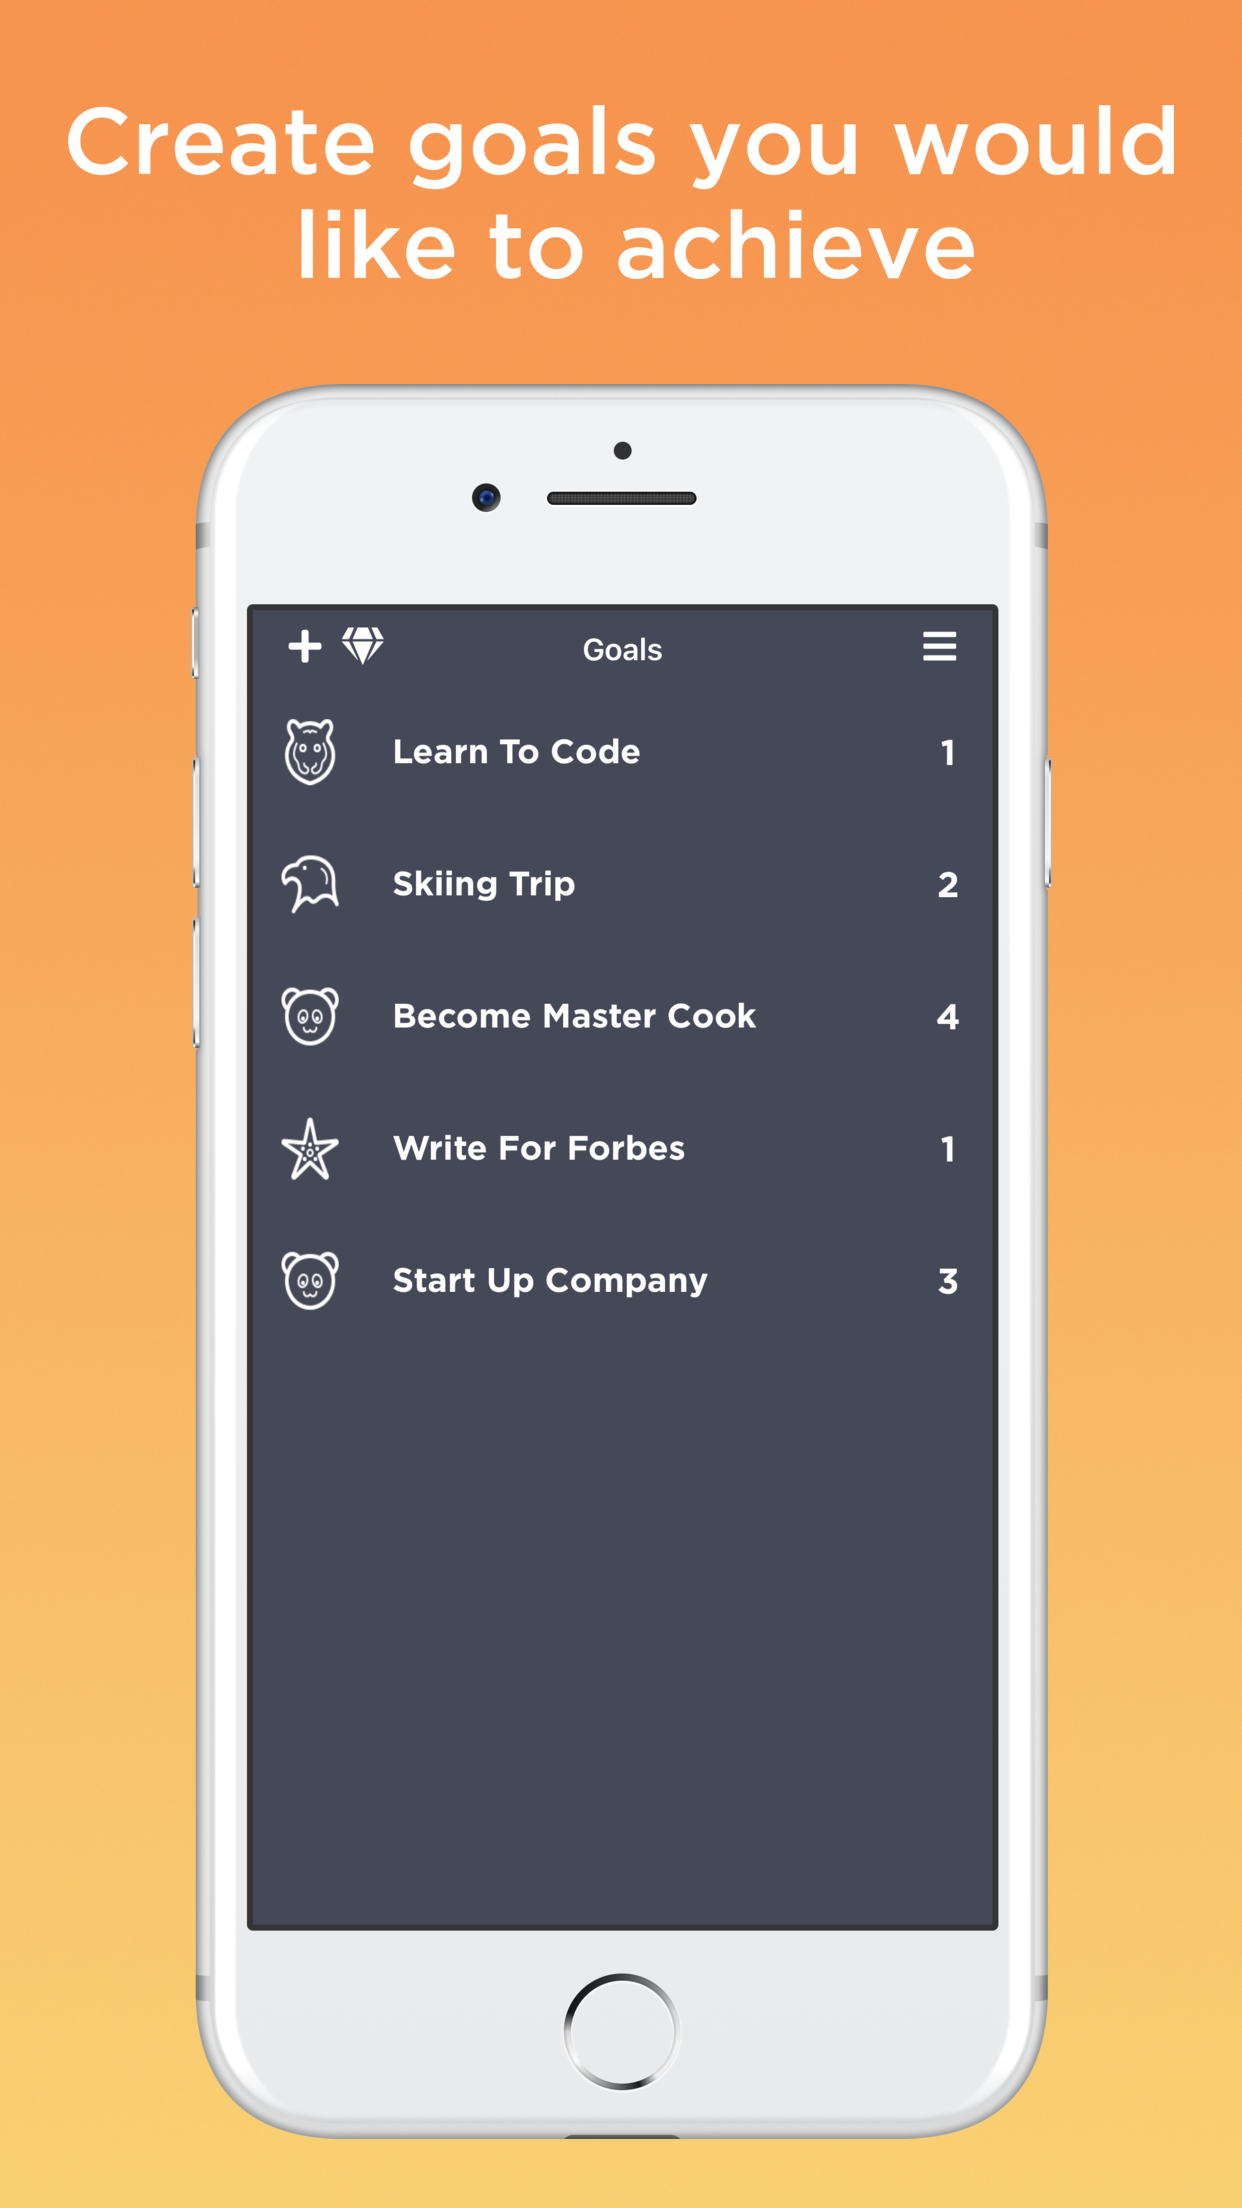 Create goals you would
like to achieve
Goals
Learn To Code 1
Skiing Trip 2
Become Master Cook 4
Write For Forbes 1
Start Up Company 3